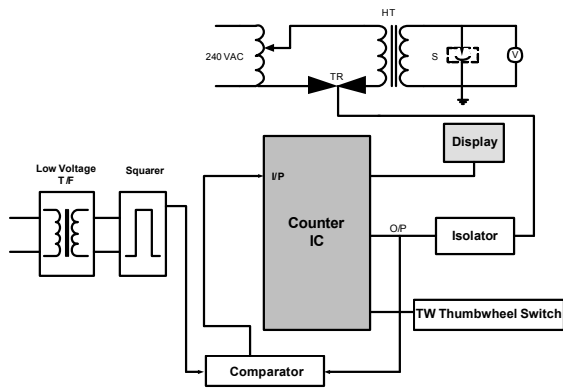 HT
240 VAC
S
V
TR
Display
Low Voltage
T/F
Squarer
I/P
Counter
IC
O/P
Isolator
TW Thumbwheel Switch
Comparator